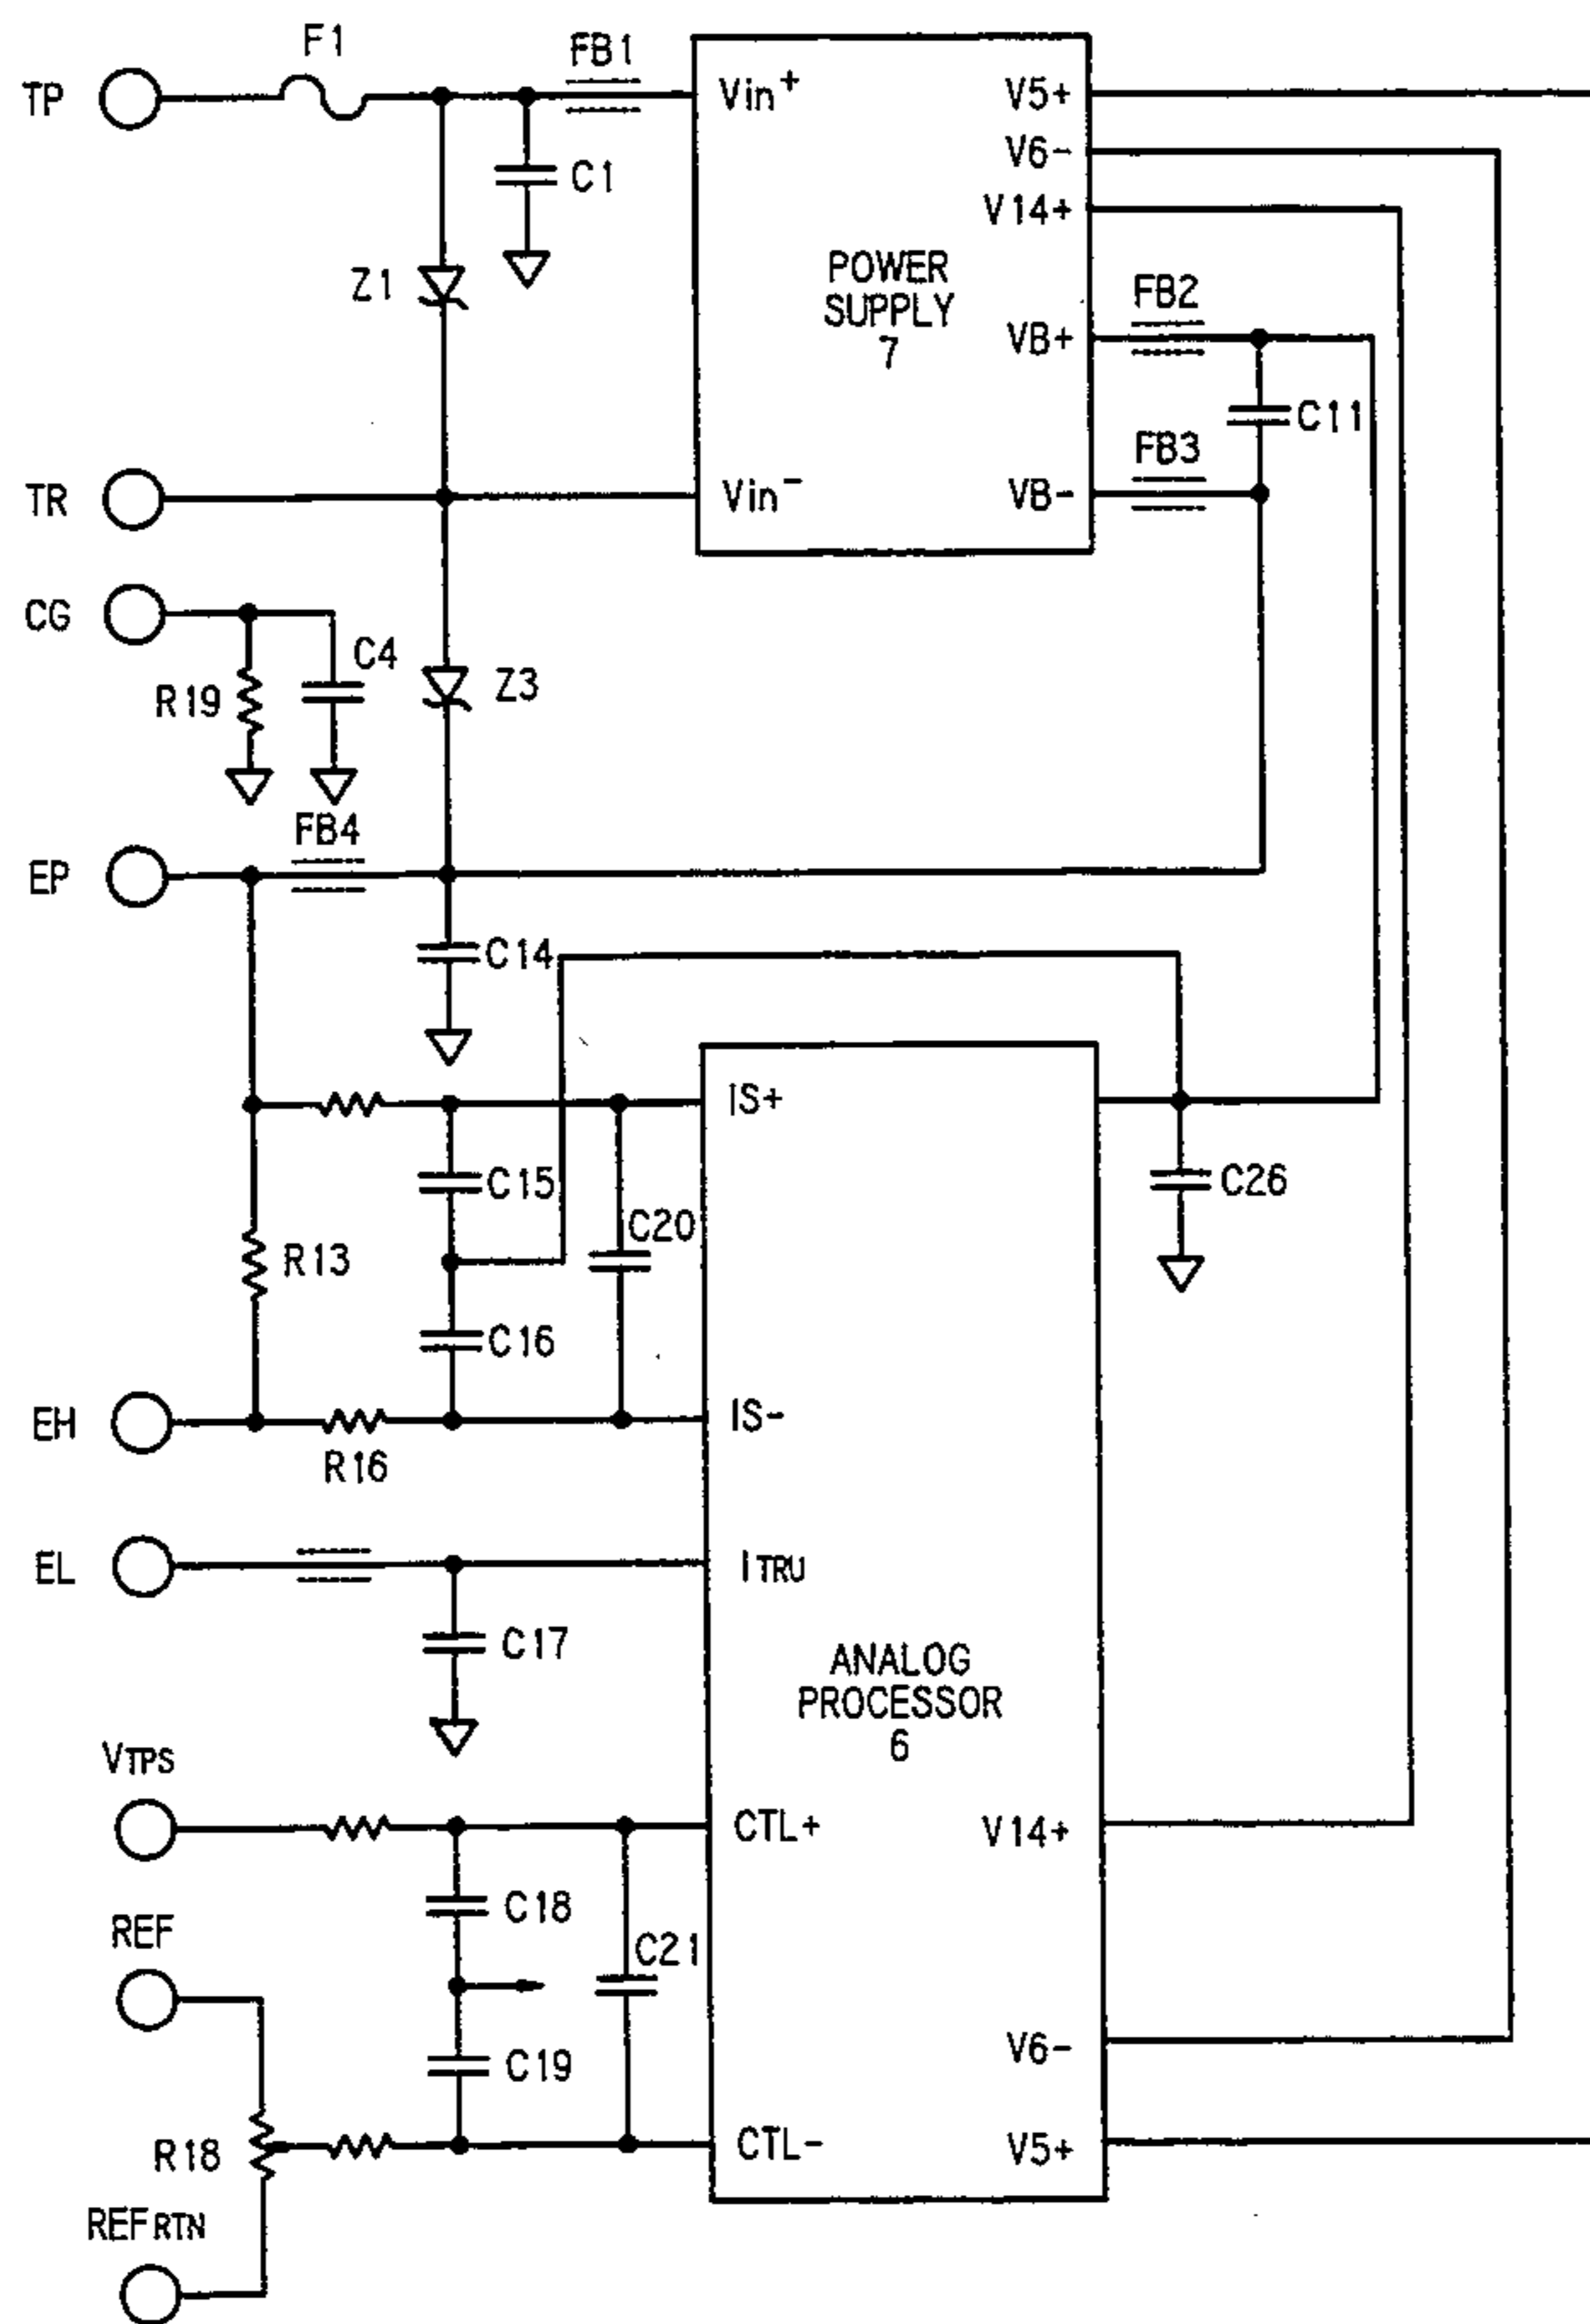 F1
FB1
TP
Vin+
V5+
V6-
C1
V14+
Z1
POWER
SUPPLY
7
FB2
VB+
C11
FB3
TR
Vin-
VB-
CG
C4
R19
Z3
FB4
EP
C14
IS+
C15
C26
C20
R13
C16
EH
IS-
R16
EL
ITRU
C17
ANALOG
PROCESSOR
6
VTPS
CTL+
V14+
C18
REF
C21
V6-
C19
R18
CTL-
V5+
REFRTN